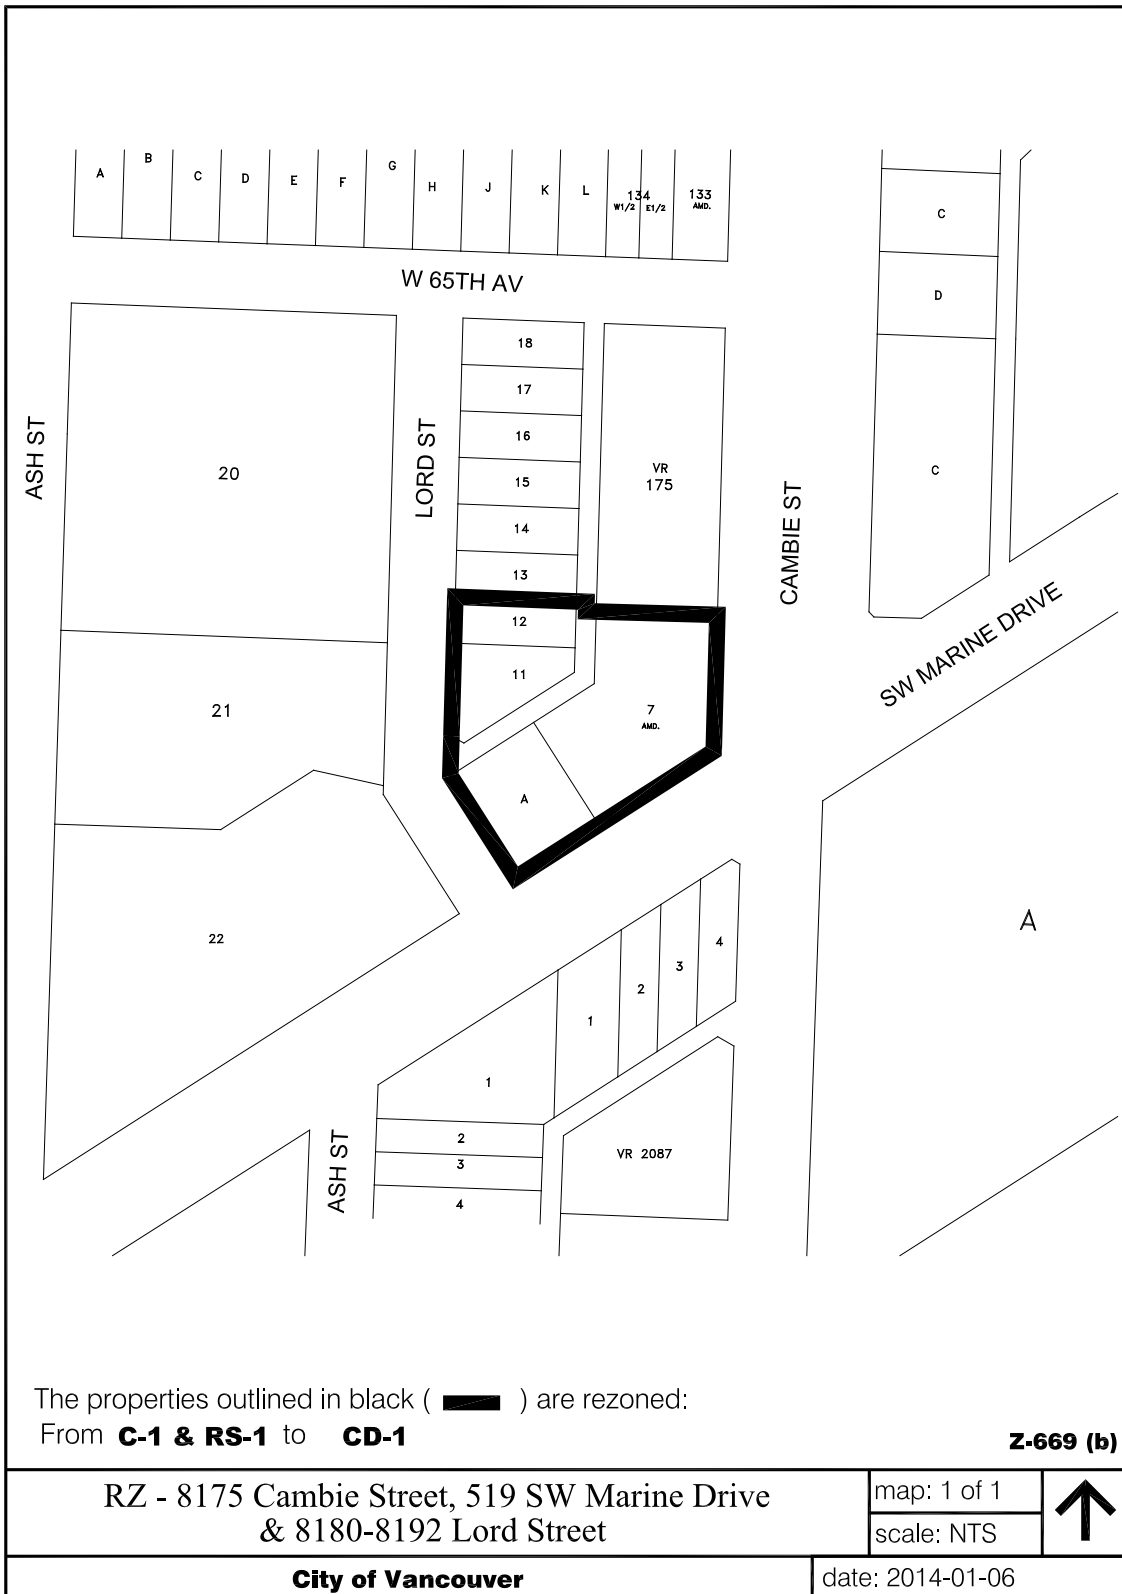 A B C D E F G H J K L 134 133
W1/2 E1/2 AMD.
C
W 65TH AV
D
18
17
ASH ST
LORD ST
16
20
VR
175
C
15
CAMBIE ST
14
13
12
SW MARINE DRIVE
11
21
7
AMD.
A
22
A
4
3
2
1
1
2
3
4
ASH ST
VR 2087
The properties outlined in black ( ) are rezoned:
From C-1 & RS-1 to CD-1
Z-669 (b)
RZ - 8175 Cambie Street, 519 SW Marine Drive
& 8180-8192 Lord Street
map: 1 of 1
scale: NTS
City of Vancouver
date: 2014-01-06